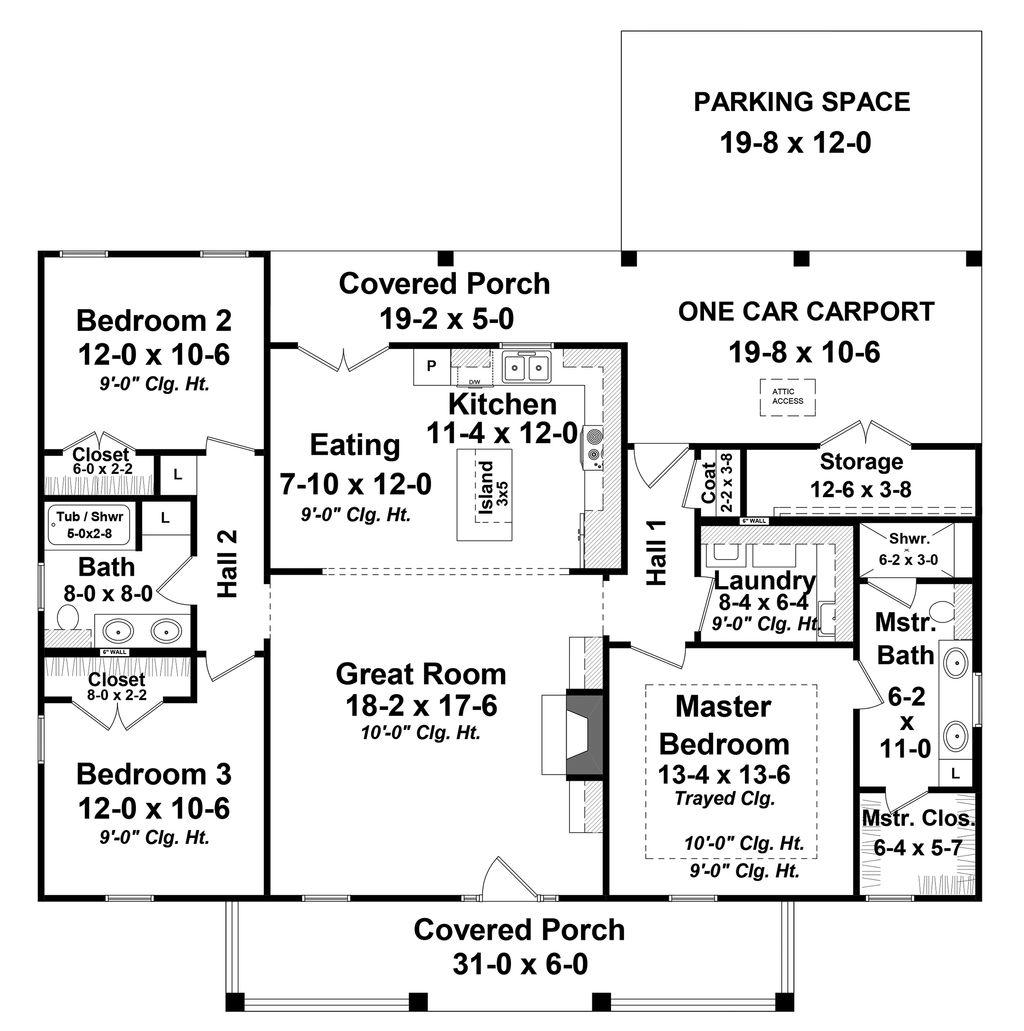 PARKING SPACE
19-8 x 12-0
Covered Porch
19-2 x 5-0
ONE CAR CARPORT
19-8 x 10-6
ATTIC
ACCESS
Bedroom 2
12-0 x 10-6
9'-0" Clg. Ht.
P
D/W
Kitchen
11-4 x 12-0
Eating
7-10 x 12-0
9'-0" Clg. Ht.
Island
3x5
Closet
6-0 x 2-2
L
L
Tub / Shwr
5-0x2-8
Bath
8-0 x 8-0
Hall 2
6" WALL
Hall 1
Coat
2-2 x 3-8
Storage
12-6 x 3-8
6" WALL
Laundry
8-4 x 6-4
9'-0" Clg. Ht.
Shwr.
6-2 x 3-0
Mstr.
Bath
6-2
x
11-0
L
Closet
8-0 x 2-2
Bedroom 3
12-0 x 10-6
9'-0" Clg. Ht.
Great Room
18-2 x 17-6
10'-0" Clg. Ht.
Master
Bedroom
13-4 x 13-6
Trayed Clg.
10'-0" Clg. Ht.
9'-0" Clg. Ht.
Mstr. Clos.
6-4 x 5-7
Covered Porch
31-0 x 6-0